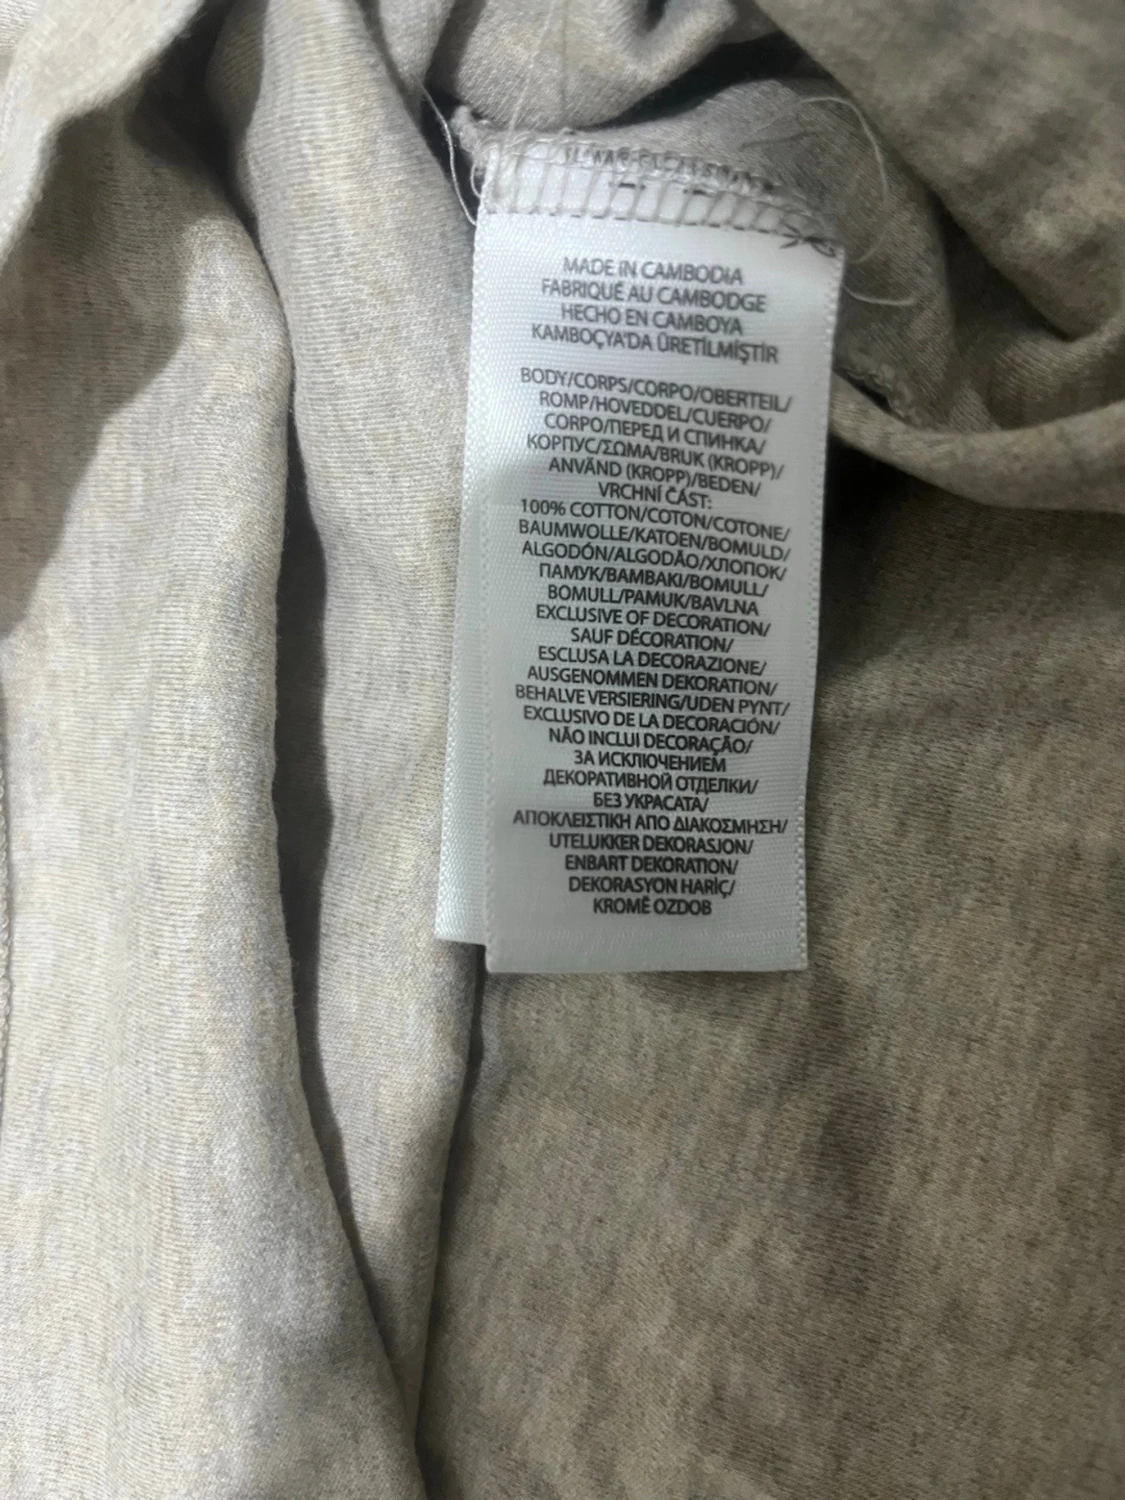 MADE IN CAMBODIA
FABRIQUÉ AU CAMBODGE
HECHO EN CAMBOYA
KAMBOÇYA'DA ÜRETİLMİŞTİR
BODY/CORPS/CORPO/OBERTEIL/
ROMP/HOVEDDEL/CUERPO/
CORPO/ПЕРЕД И СПИНКА/
КОРПУС/ΣΩΜΑ/BRUK (KROPP)/
ANVÄND (KROPP)/BEDEN/
VRCHNÍ ČÁST:
100% COTTON/COTON/COTONE/
BAUMWOLLE/KATOEN/BOMULD/
ALGODÓN/ALGODÃO/ХЛОПОК/
ПАМУК/ΒΑΜΒΑΚΙ/BOMULL/
BOMULL/PAMUK/BAVLNA
EXCLUSIVE OF DECORATION/
SAUF DÉCORATION/
ESCLUSA LA DECORAZIONE/
AUSGENOMMEN DEKORATION/
BEHALVE VERSIERING/UDEN PYNT/
EXCLUSIVO DE LA DECORACIÓN/
NÃO INCLUI DECORAÇÃO/
ЗА ИСКЛЮЧЕНИЕМ
ДЕКОРАТИВНОЙ ОТДЕЛКИ/
БЕЗ УКРАСАТА/
ΑΠΟΚΛΕΙΣΤΙΚΗ ΑΠΟ ΔΙΑΚΟΣΜΗΣΗ/
UTELUKKER DEKORASJON/
ENBART DEKORATION/
DEKORASYON HARİÇ/
KROMĚ OZDOB